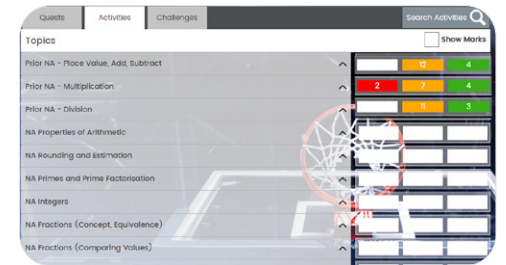 Quests Activities Challenges Search Activities
Topics Show Marks
Prior NA - Place Value, Add, Subtract 12 4
Prior NA - Multiplication 2 7 4
Prior NA - Division 11 3
NA Properties of Arithmetic
NA Rounding and Estimation
NA Primes and Prime Factorisation
NA Integers
NA Fractions (Concept, Equivalence)
NA Fractions (Comparing Values)